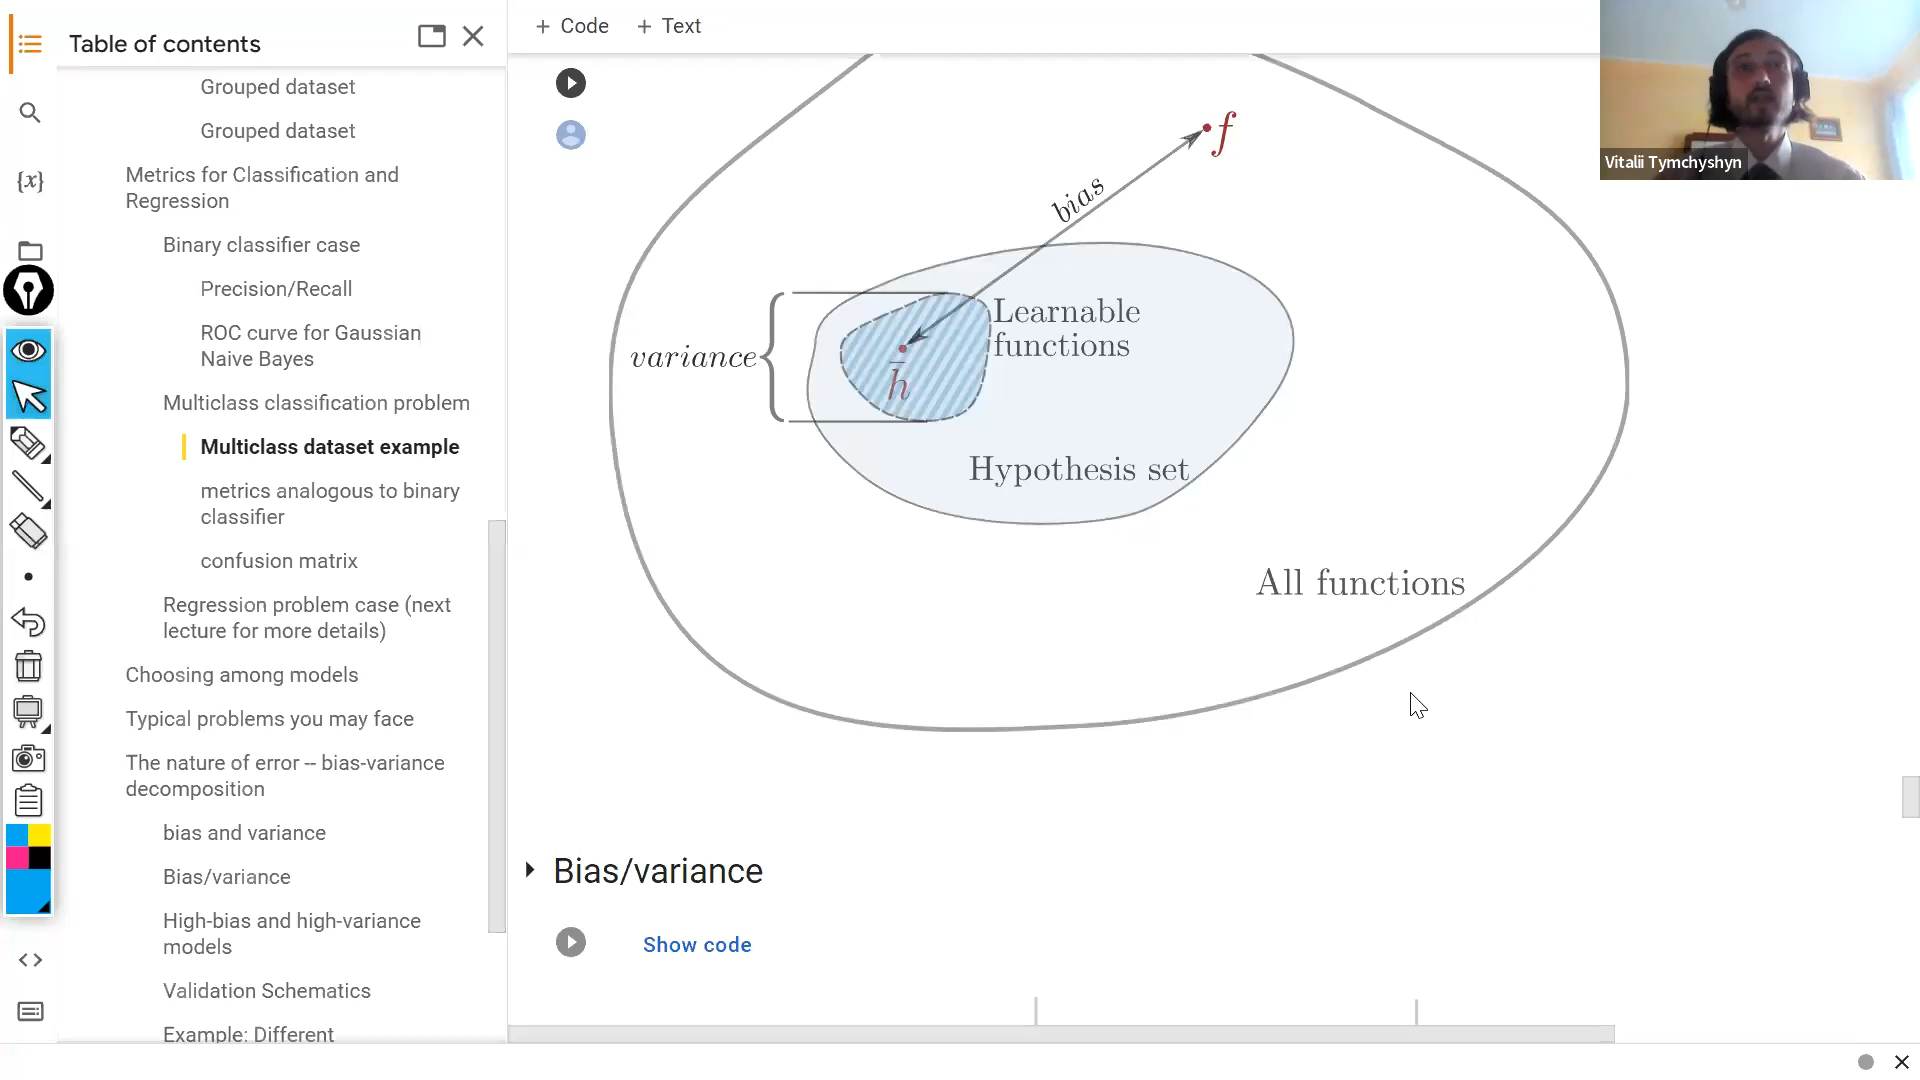 Table of contents
Grouped dataset
Grouped dataset
Metrics for Classification and
Regression
Binary classifier case
Precision/Recall
ROC curve for Gaussian
Naive Bayes
Multiclass classification problem
Multiclass dataset example
metrics analogous to binary
classifier
confusion matrix
Regression problem case (next
lecture for more details)
Choosing among models
Typical problems you may face
The nature of error -- bias-variance
decomposition
bias and variance
Bias/variance
High-bias and high-variance
models
Validation Schematics
Example: Different
{x}
+ Code + Text
f
bias
variance
h̅
Learnable
functions
Hypothesis set
All functions
Bias/variance
Show code
Vitalii Tymchyshyn